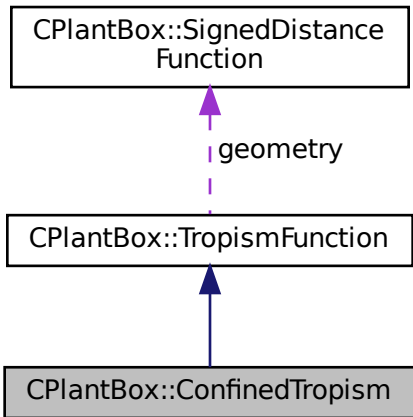 CPlantBox::SignedDistance
Function
geometry
CPlantBox::TropismFunction
CPlantBox::ConfinedTropism